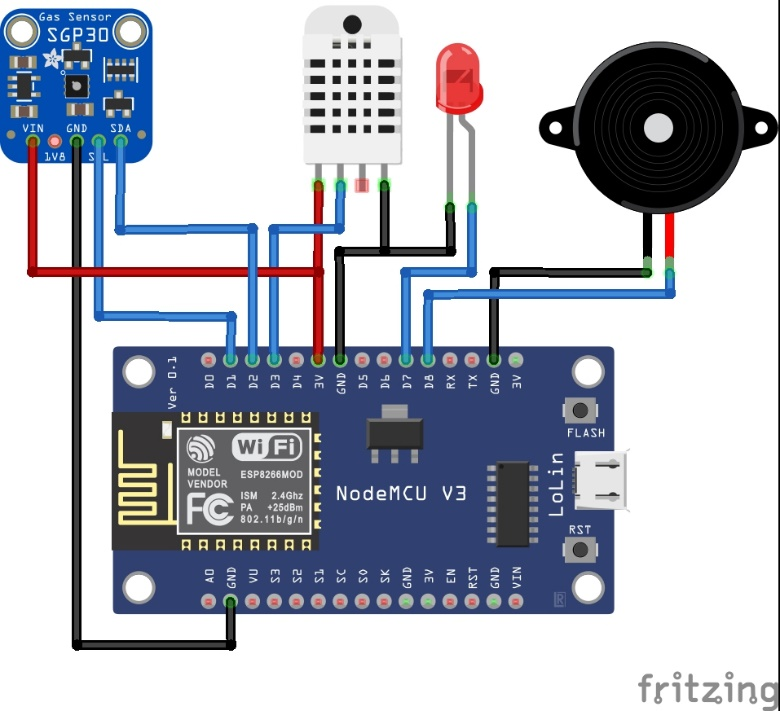 Gas Sensor
SGP30
VIN GND SDA
1V8
D0 D1 D2 D3 D4 3V GND D5 D6 D7 D8 RX TX GND 3V
Ver 0.1
FLASH
WiFi
MODEL
VENDOR
ESP8266MOD
FC
ISM 2.4Ghz
PA +25dBm
802.11b/g/n
NodeMCU V3
LoLin
RST
A0 GND VU S3 S2 S1 SC S0 SK GND 3V EN RST GND VIN
fritzing